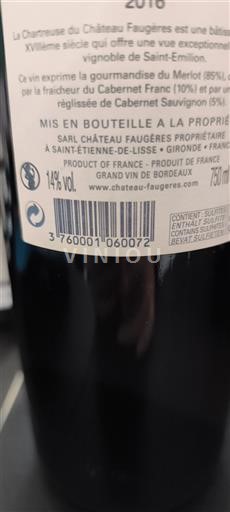 2016
La Chartreuse du Château Faugères est une bâtisse
XVIIIème siècle qui offre une vue exceptionnel
vignoble de Saint-Emilion.
Ce vin exprime la gourmandise du Merlot (85%),
par la fraicheur du Cabernet Franc (10%) et par
réglissée de Cabernet Sauvignon (5%).
MIS EN BOUTEILLE A LA PROPRIÉ
SARL CHÂTEAU FAUGÈRES PROPRIÉTAIRE
À SAINT-ÉTIENNE-DE-LISSE • GIRONDE • FRANC
PRODUCT OF FRANCE - PRODUIT DE FRANCE
GRAND VIN DE BORDEAUX
www.chateau-faugeres.com
14% vol.
750 ml
CONTIENT : SULFITES
ENTHÄLT SULFITE
CONTAINS SULPHITES
BEVAT SULFIETEN
3 760001 060072
VINIOU